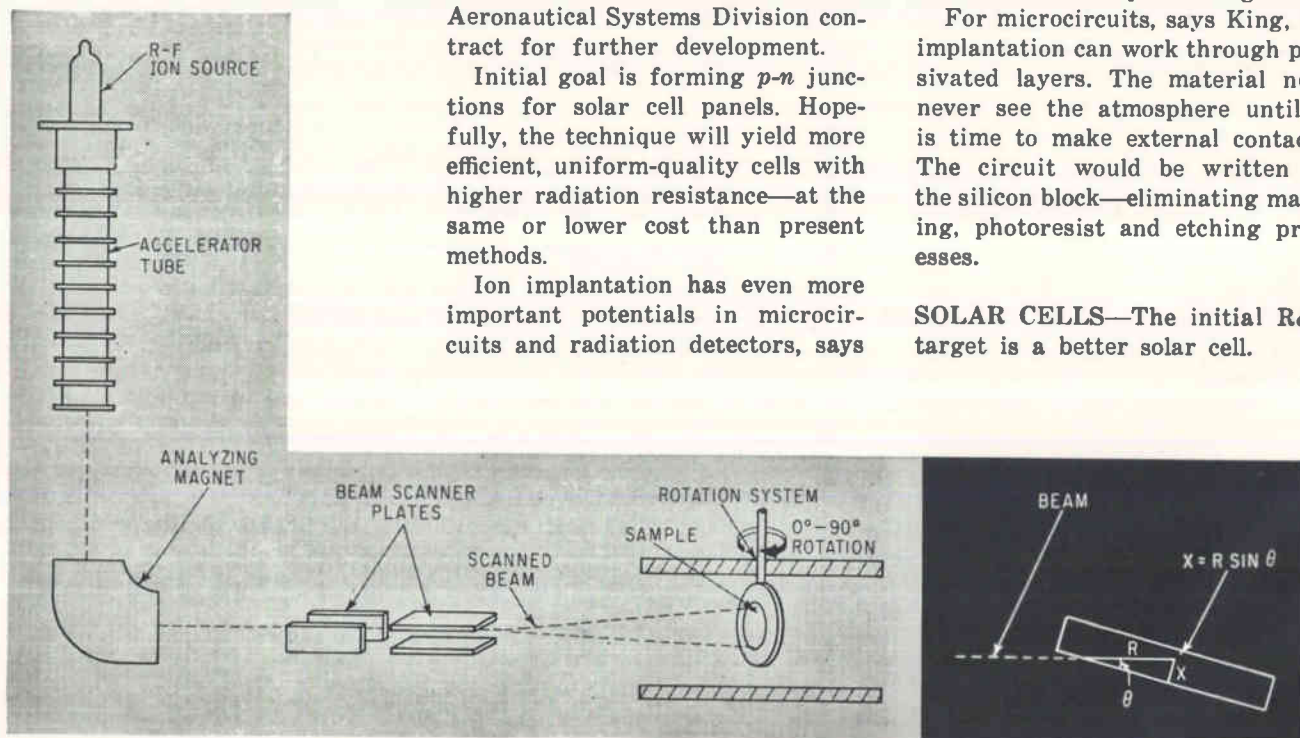 Aeronautical Systems Division con-
tract for further development.
Initial goal is forming p-n junc-
tions for solar cell panels. Hope-
fully, the technique will yield more
efficient, uniform-quality cells with
higher radiation resistance—at the
same or lower cost than present
methods.
Ion implantation has even more
important potentials in microcir-
cuits and radiation detectors, says
For microcircuits, says King,
implantation can work through p
sivated layers. The material ne
never see the atmosphere until
is time to make external contac
The circuit would be written
the silicon block—eliminating ma
ing, photoresist and etching pr
esses.
SOLAR CELLS—The initial R
target is a better solar cell.
R-F
ION SOURCE
ACCELERATOR
TUBE
ANALYZING
MAGNET
BEAM SCANNER
PLATES
SCANNED
BEAM
ROTATION SYSTEM
SAMPLE
0°-90°
ROTATION
BEAM
X = R SIN θ
R
X
θ